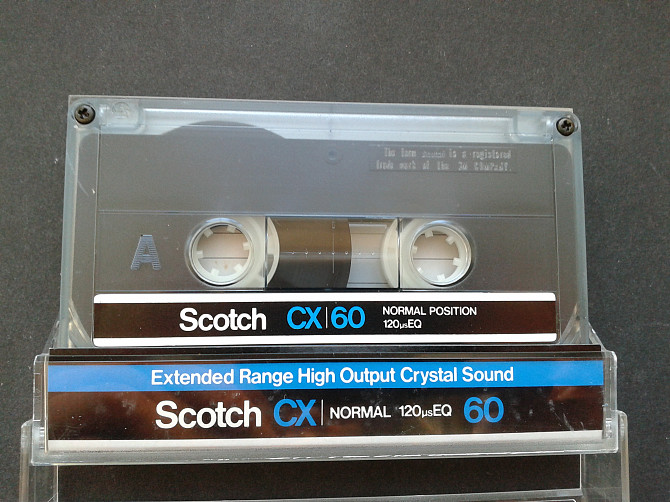 The term Scotch is a registered
trade mark of the 3M COMPANY.
A
Scotch CX|60 NORMAL POSITION
120µsEQ
Extended Range High Output Crystal Sound
Scotch CX| NORMAL 120µsEQ 60